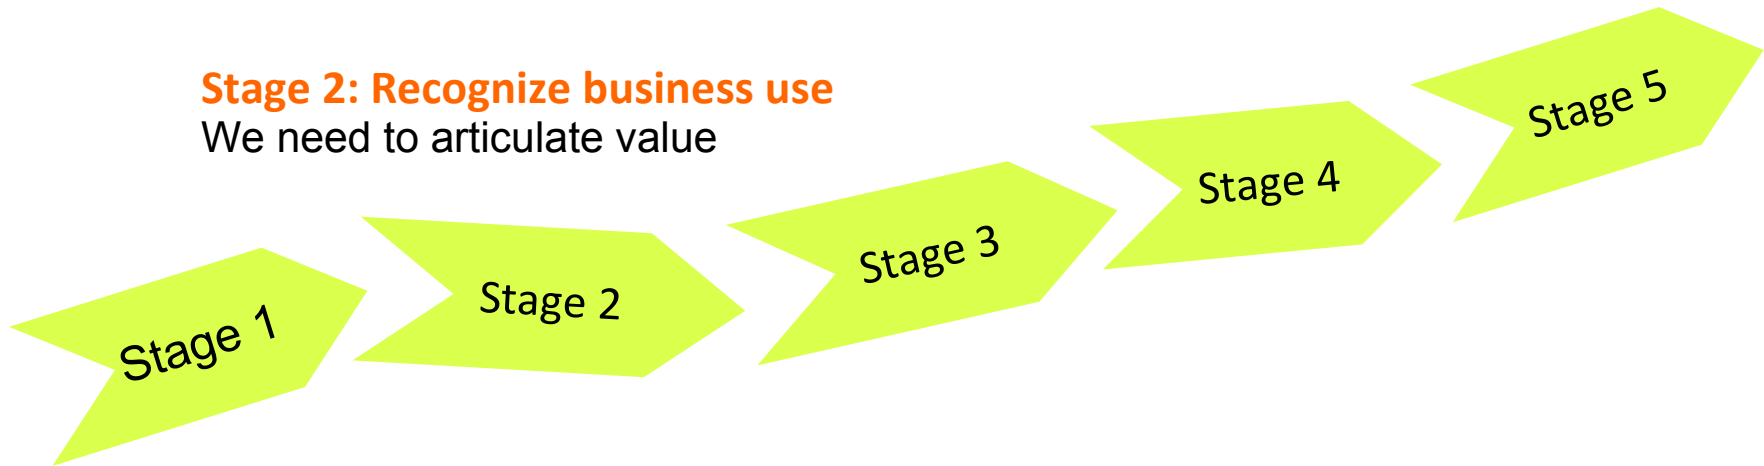 Stage 2: Recognize business use
We need to articulate value
Stage 1
Stage 2
Stage 3
Stage 4
Stage 5